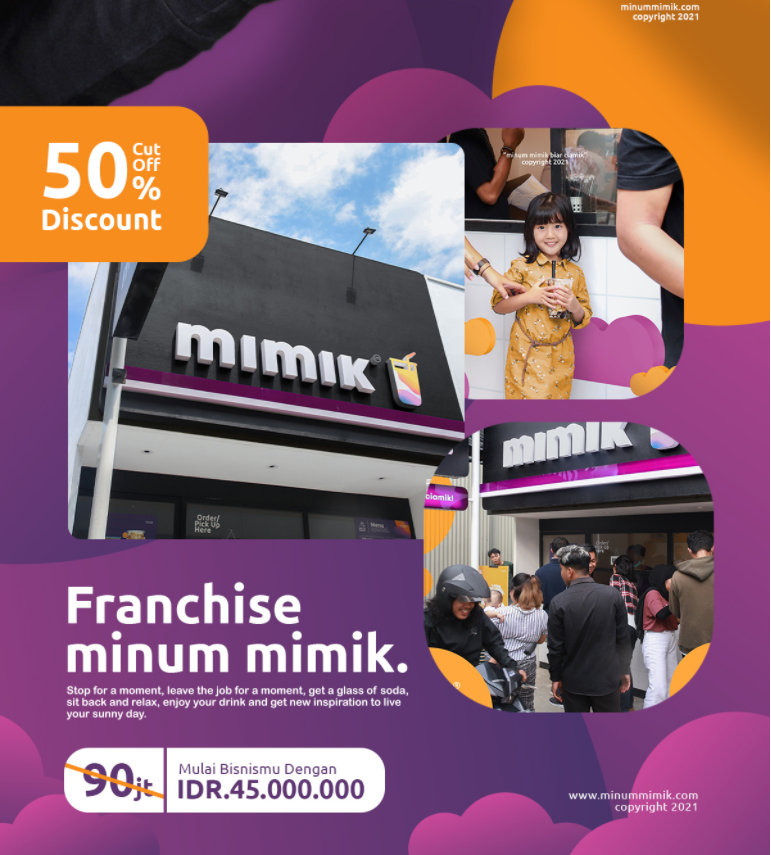 minummimik.com
copyright 2021
50%
Cut
Off
Discount
"minum mimik biar ciamik"
copyright 2021
mimik
Order/
Pick Up
Here
mimik
ciamik!
Franchise
minum mimik.
Stop for a moment, leave the job for a moment, get a glass of soda,
sit back and relax, enjoy your drink and get new inspiration to live
your sunny day.
90jt
Mulai Bisnismu Dengan
IDR.45.000.000
www.minummimik.com
copyright 2021